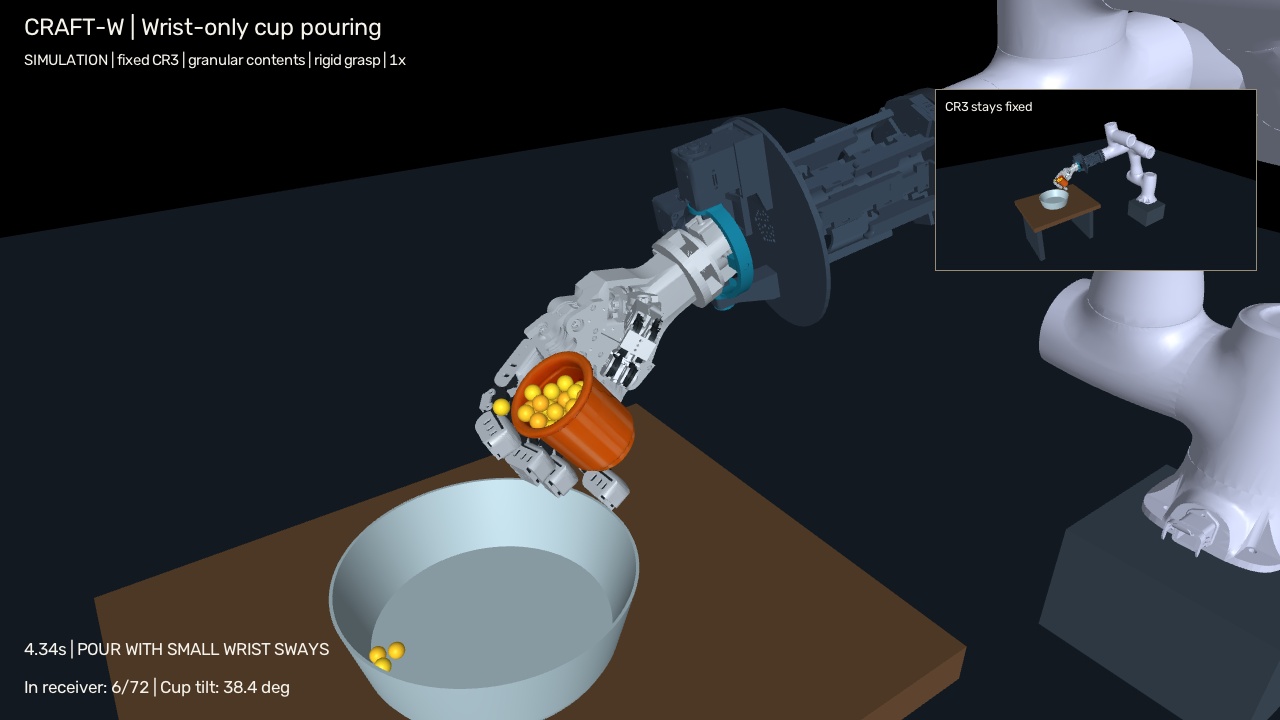 CRAFT-W | Wrist-only cup pouring
SIMULATION | fixed CR3 | granular contents | rigid grasp | 1x
CR3 stays fixed
4.34s | POUR WITH SMALL WRIST SWAYS
In receiver: 6/72 | Cup tilt: 38.4 deg